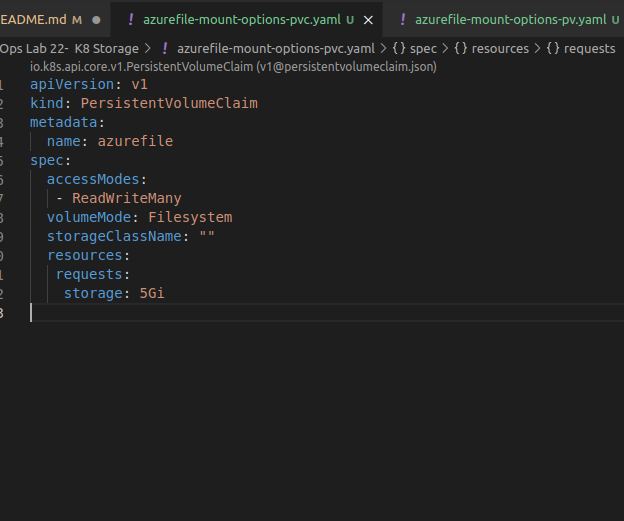 EADME.md M ● ! azurefile-mount-options-pvc.yaml U × ! azurefile-mount-options-pv.yaml U
Ops Lab 22- K8 Storage > ! azurefile-mount-options-pvc.yaml > {} spec > {} resources > {} requests
io.k8s.api.core.v1.PersistentVolumeClaim (v1@persistentvolumeclaim.json)
1 apiVersion: v1
2 kind: PersistentVolumeClaim
3 metadata:
4   name: azurefile
5 spec:
6   accessModes:
7    - ReadWriteMany
8   volumeMode: Filesystem
9   storageClassName: ""
0   resources:
1    requests:
2     storage: 5Gi
3